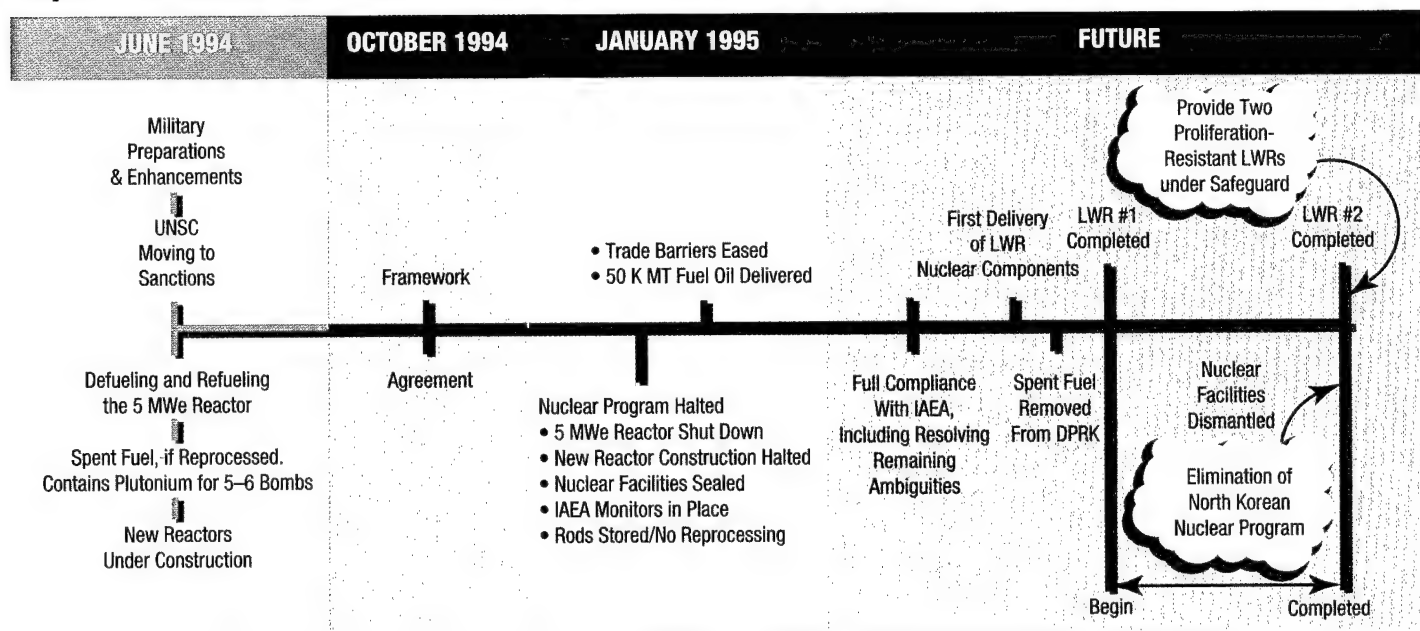 JUNE 1994
OCTOBER 1994
JANUARY 1995
FUTURE
Military
Preparations
& Enhancements
UNSC
Moving to
Sanctions
Defueling and Refueling
the 5 MWe Reactor
Spent Fuel, if Reprocessed.
Contains Plutonium for 5–6 Bombs
New Reactors
Under Construction
Framework
Agreement
• Trade Barriers Eased
• 50 K MT Fuel Oil Delivered
Nuclear Program Halted
• 5 MWe Reactor Shut Down
• New Reactor Construction Halted
• Nuclear Facilities Sealed
• IAEA Monitors in Place
• Rods Stored/No Reprocessing
Full Compliance
With IAEA,
Including Resolving
Remaining
Ambiguities
First Delivery
of LWR
Nuclear Components
Spent Fuel
Removed
From DPRK
LWR #1
Completed
Provide Two
Proliferation-
Resistant LWRs
under Safeguard
LWR #2
Completed
Nuclear
Facilities
Dismantled
Elimination of
North Korean
Nuclear Program
Begin
Completed